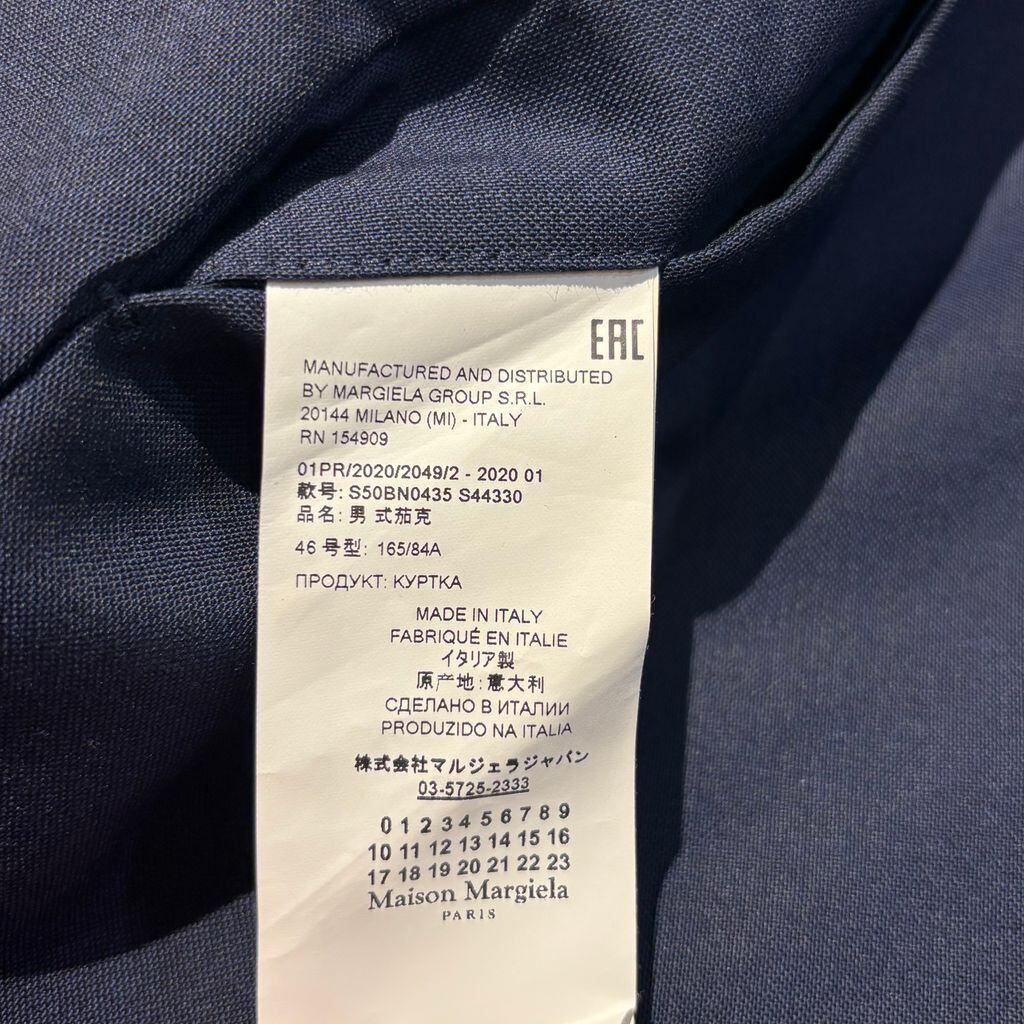 EAC
MANUFACTURED AND DISTRIBUTED
BY MARGIELA GROUP S.R.L.
20144 MILANO (MI) - ITALY
RN 154909
01PR/2020/2049/2 - 2020 01
款号: S50BN0435 S44330
品名: 男 式茄克
46 号型: 165/84A
ПРОДУКТ: КУРТКА
MADE IN ITALY
FABRIQUÉ EN ITALIE
イタリア製
原产地:意大利
СДЕЛАНО В ИТАЛИИ
PRODUZIDO NA ITALIA
株式会社マルジェラジャパン
03-5725-2333
0 1 2 3 4 5 6 7 8 9
10 11 12 13 14 15 16
17 18 19 20 21 22 23
Maison Margiela
PARIS